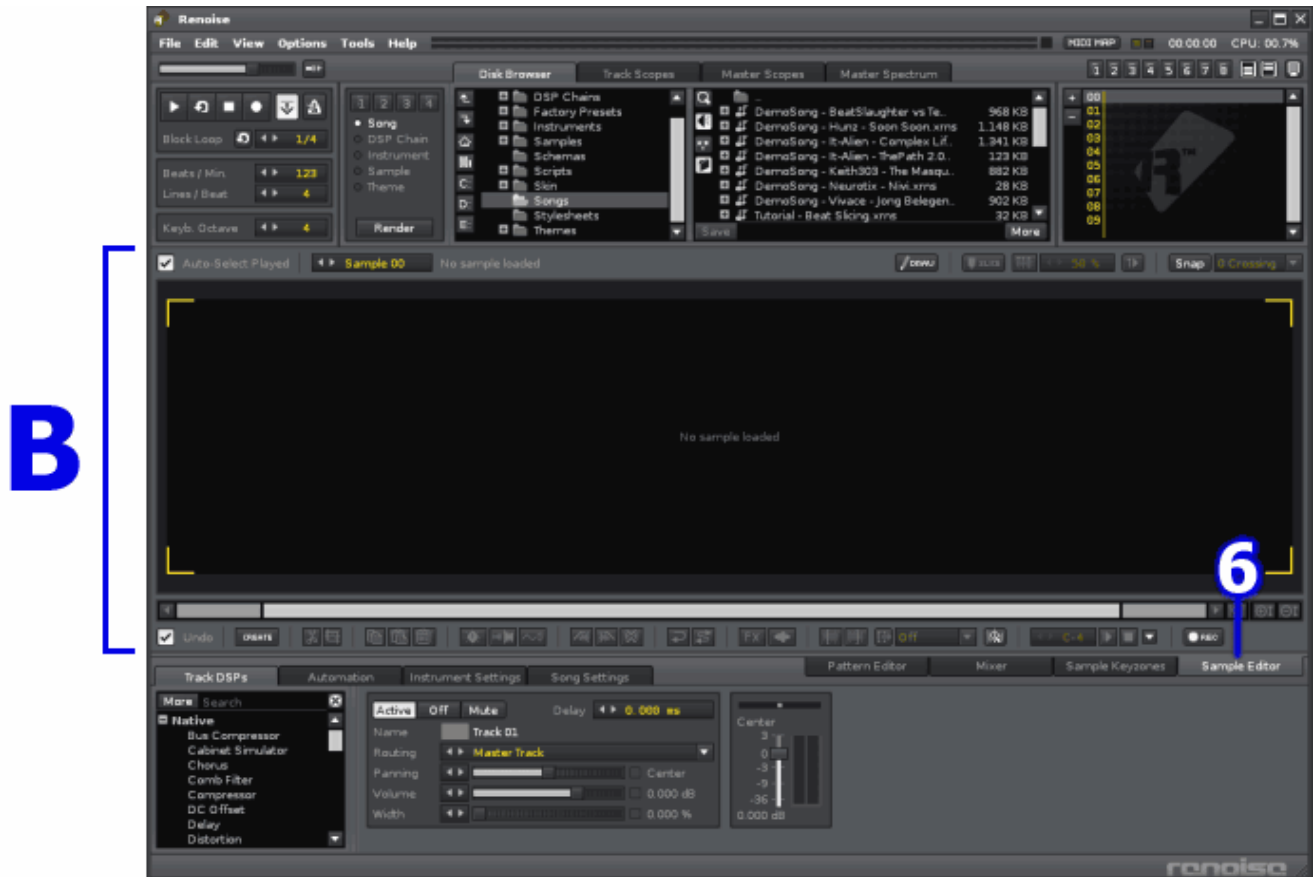 Renoise
File Edit View Options Tools Help
MIDI MAP 00:00:00 CPU: 00.7%
Disk Browser Track Scopes Master Scopes Master Spectrum
1 2 3 4 5 6 7 8
1 2 3 4
Song
DSP Chain
Instrument
Sample
Theme
Render
Block Loop 1/4
Beats / Min. 123
Lines / Beat 4
Keyb. Octave 4
C:
D:
E:
DSP Chains
Factory Presets
Instruments
Samples
Schemas
Scripts
Skin
Songs
Stylesheets
Themes
..
DemoSong - BeatSlaughter vs Te.. 968 KB
DemoSong - Hunz - Soon Soon.xrns 1.148 KB
DemoSong - It-Alien - Complex Lif.. 1.341 KB
DemoSong - It-Alien - ThePath 2.0.. 123 KB
DemoSong - Keith303 - The Masqu.. 882 KB
DemoSong - Neurotix - Nivi.xrns 28 KB
DemoSong - Vivace - Jong Belegen.. 902 KB
Tutorial - Beat Slicing.xrns 32 KB
Save More
+ 00
- 01
02
03
04
05
06
07
08
09
TM
B
Auto-Select Played Sample 00 No sample loaded
DRAW SLICE 50 % Snap 0 Crossing
No sample loaded
6
Undo CREATE FX Off C-4 REC
Pattern Editor Mixer Sample Keyzones Sample Editor
Track DSPs Automation Instrument Settings Song Settings
More Search
Native
Bus Compressor
Cabinet Simulator
Chorus
Comb Filter
Compressor
DC Offset
Delay
Distortion
Active Off Mute Delay 0.000 ms
Name Track 01
Routing Master Track
Panning Center
Volume 0.000 dB
Width 0.000 %
Center
3
0
-3
-9
-36
0.000 dB
renoise